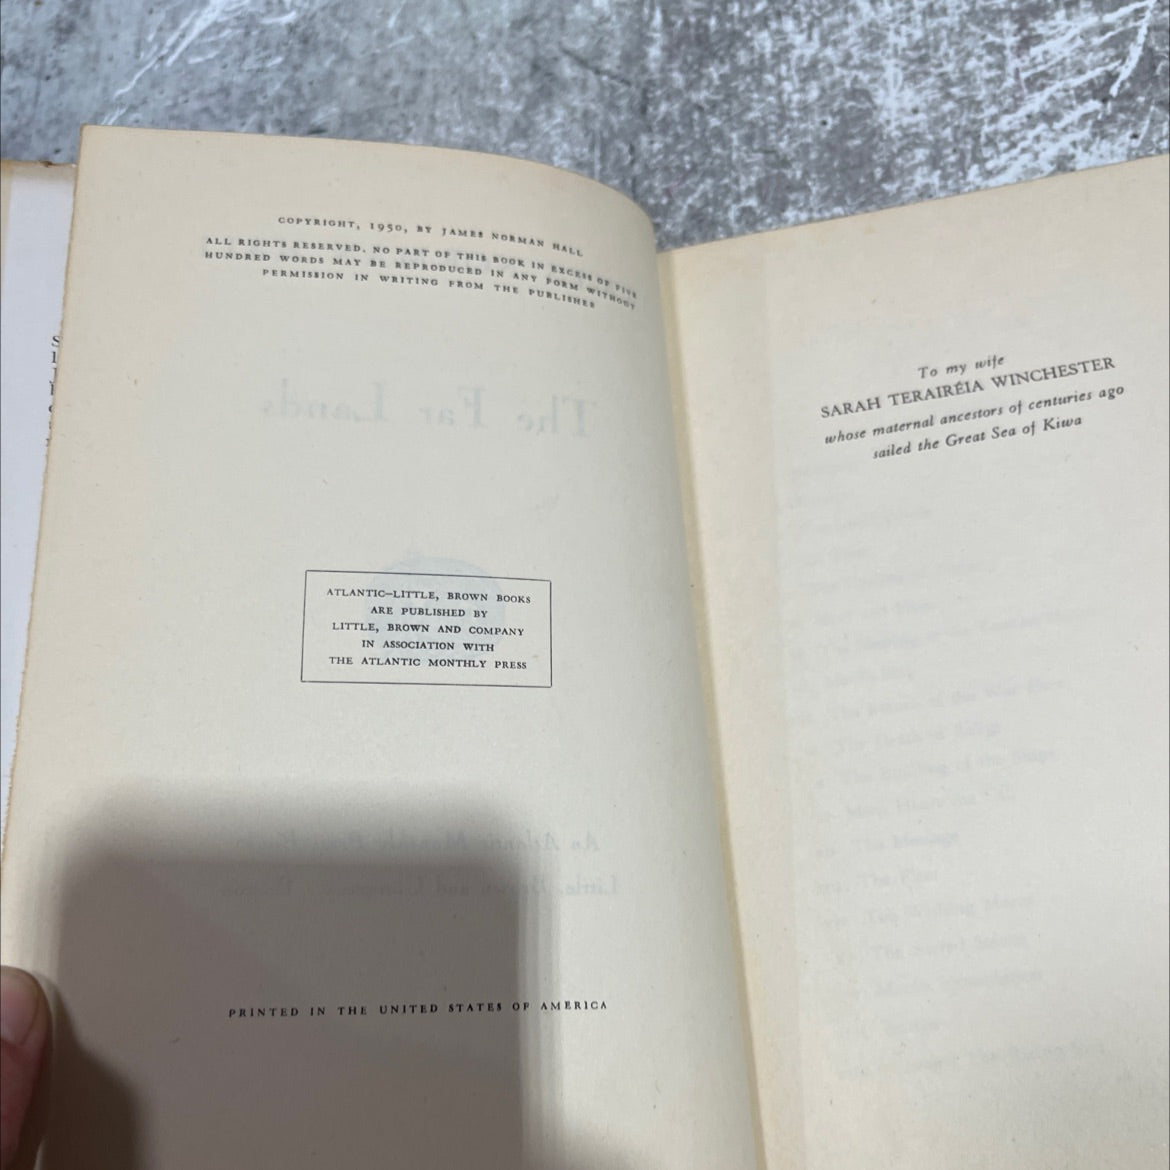 COPYRIGHT, 1950, BY JAMES NORMAN HALL
ALL RIGHTS RESERVED. NO PART OF THIS BOOK IN EXCESS OF FIVE
HUNDRED WORDS MAY BE REPRODUCED IN ANY FORM WITHOUT
PERMISSION IN WRITING FROM THE PUBLISHER
The Far Lands
ATLANTIC–LITTLE, BROWN BOOKS
ARE PUBLISHED BY
LITTLE, BROWN AND COMPANY
IN ASSOCIATION WITH
THE ATLANTIC MONTHLY PRESS
PRINTED IN THE UNITED STATES OF AMERICA
To my wife
SARAH TERAIRÉIA WINCHESTER
whose maternal ancestors of centuries ago
sailed the Great Sea of Kiwa